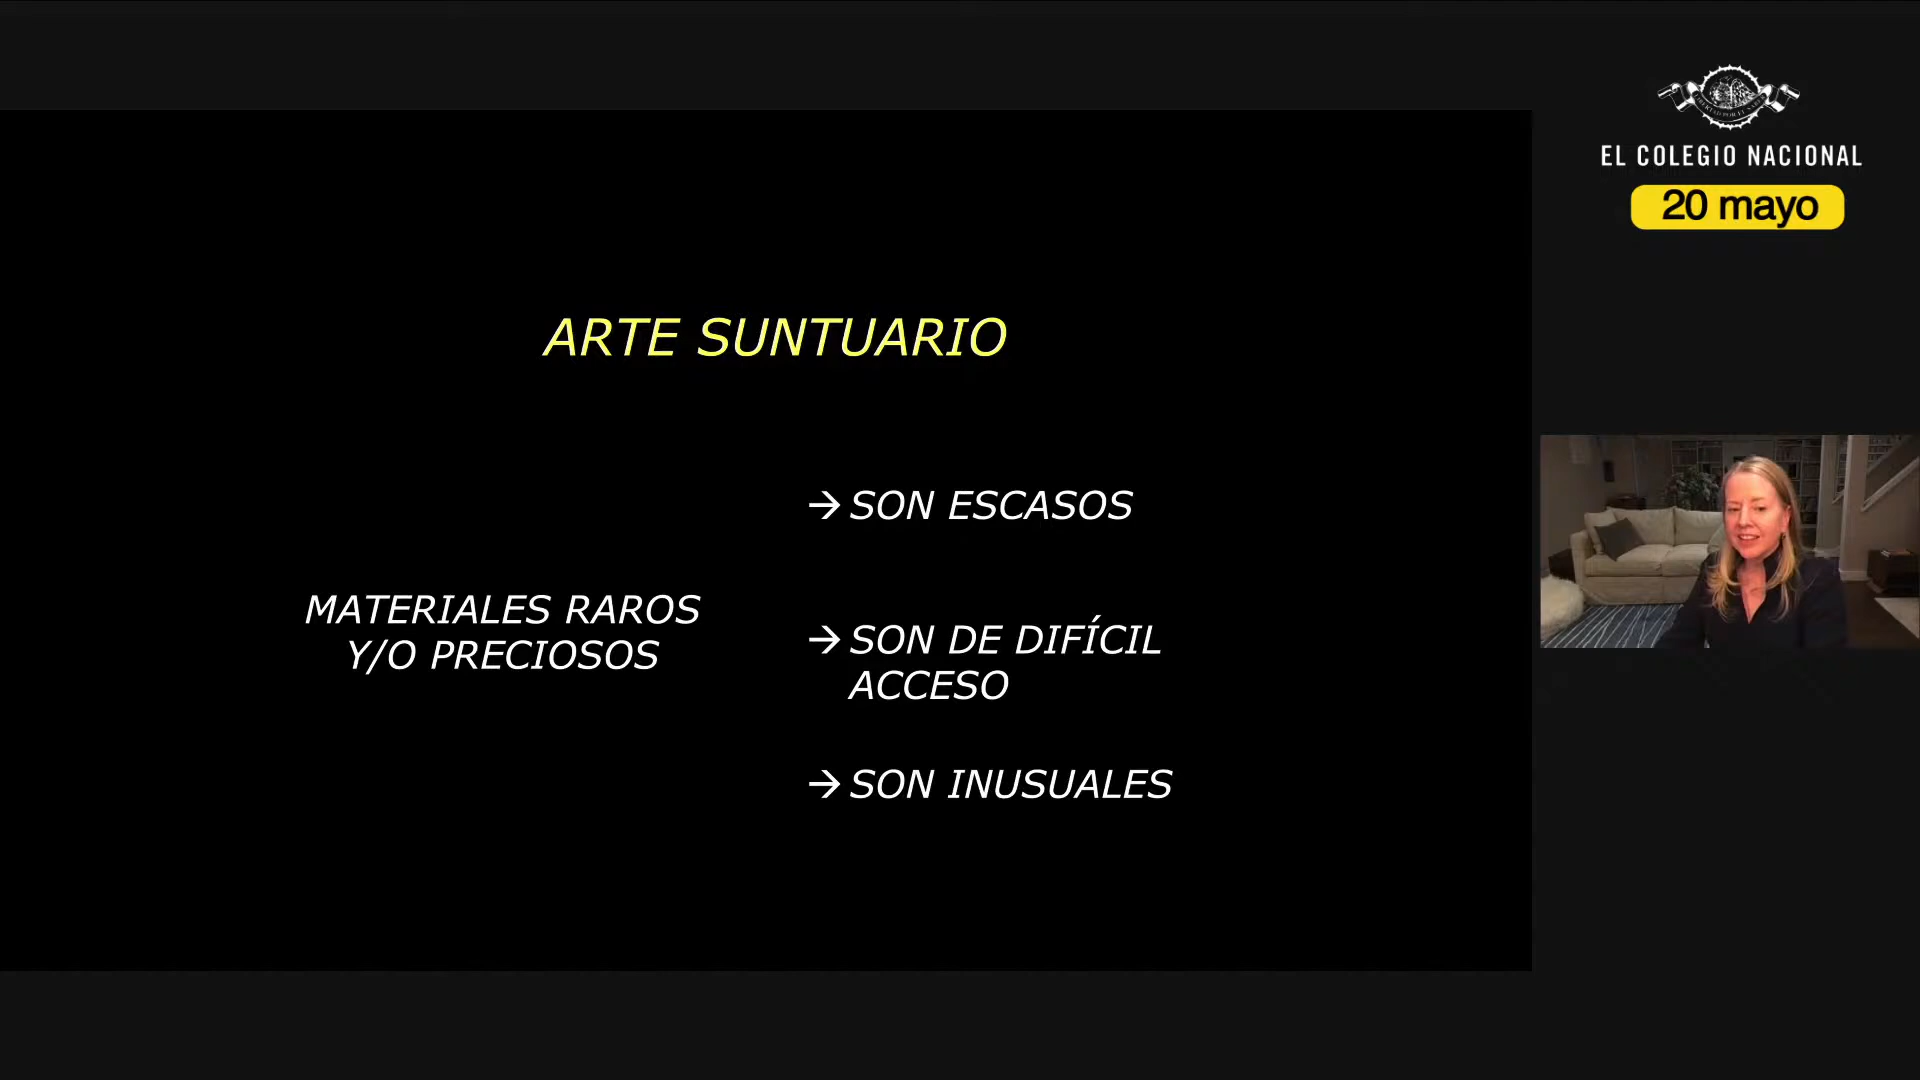 EL COLEGIO NACIONAL
20 mayo
ARTE SUNTUARIO
MATERIALES RAROS
Y/O PRECIOSOS
→ SON ESCASOS
→ SON DE DIFÍCIL
ACCESO
→ SON INUSUALES